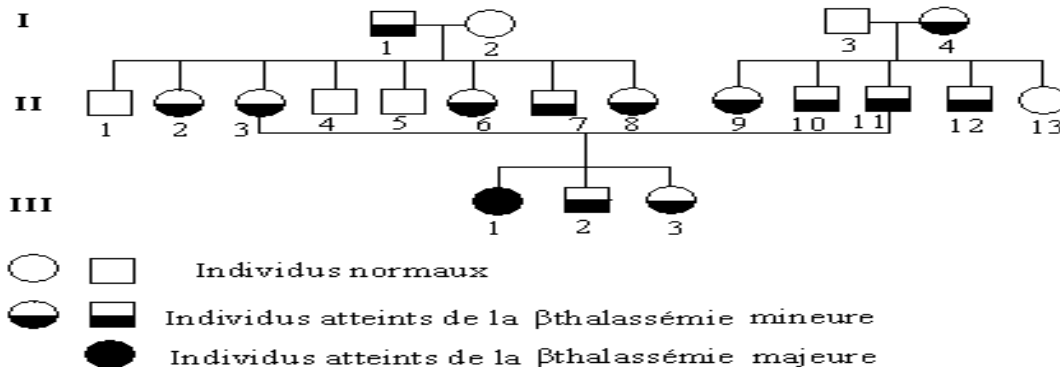 I
1 2 3 4
II
1 2 3 4 5 6 7 8 9 10 11 12 13
III
1 2 3
Individus normaux
Individus atteints de la βthalassémie mineure
Individus atteints de la βthalassémie majeure